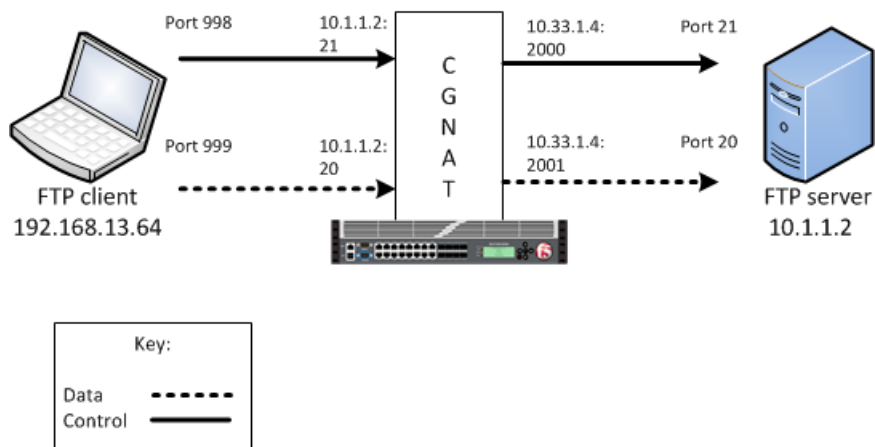 Port 998
10.1.1.2:
21
10.33.1.4:
2000
Port 21
C
G
N
A
T
Port 999
10.1.1.2:
20
10.33.1.4:
2001
Port 20
FTP client
192.168.13.64
FTP server
10.1.1.2
f5
Key:
Data
Control